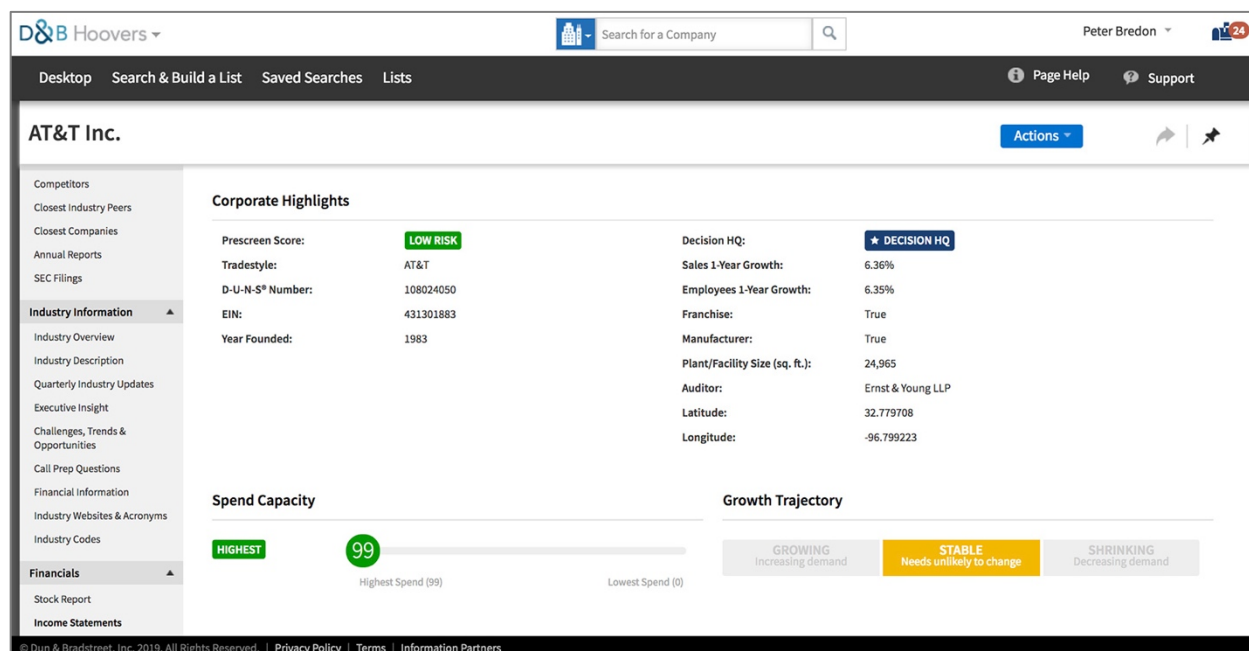 D&B Hoovers
Search for a Company
Peter Bredon
24
Desktop Search & Build a List Saved Searches Lists
Page Help
Support
AT&T Inc.
Actions
Competitors
Closest Industry Peers
Closest Companies
Annual Reports
SEC Filings
Industry Information
Industry Overview
Industry Description
Quarterly Industry Updates
Executive Insight
Challenges, Trends &
Opportunities
Call Prep Questions
Financial Information
Industry Websites & Acronyms
Industry Codes
Financials
Stock Report
Income Statements
Corporate Highlights
Prescreen Score: LOW RISK
Tradestyle: AT&T
D-U-N-S® Number: 108024050
EIN: 431301883
Year Founded: 1983
Decision HQ: ★ DECISION HQ
Sales 1-Year Growth: 6.36%
Employees 1-Year Growth: 6.35%
Franchise: True
Manufacturer: True
Plant/Facility Size (sq. ft.): 24,965
Auditor: Ernst & Young LLP
Latitude: 32.779708
Longitude: -96.799223
Spend Capacity
HIGHEST
99
Highest Spend (99) Lowest Spend (0)
Growth Trajectory
GROWING
Increasing demand
STABLE
Needs unlikely to change
SHRINKING
Decreasing demand
© Dun & Bradstreet, Inc. 2019. All Rights Reserved. | Privacy Policy | Terms | Information Partners